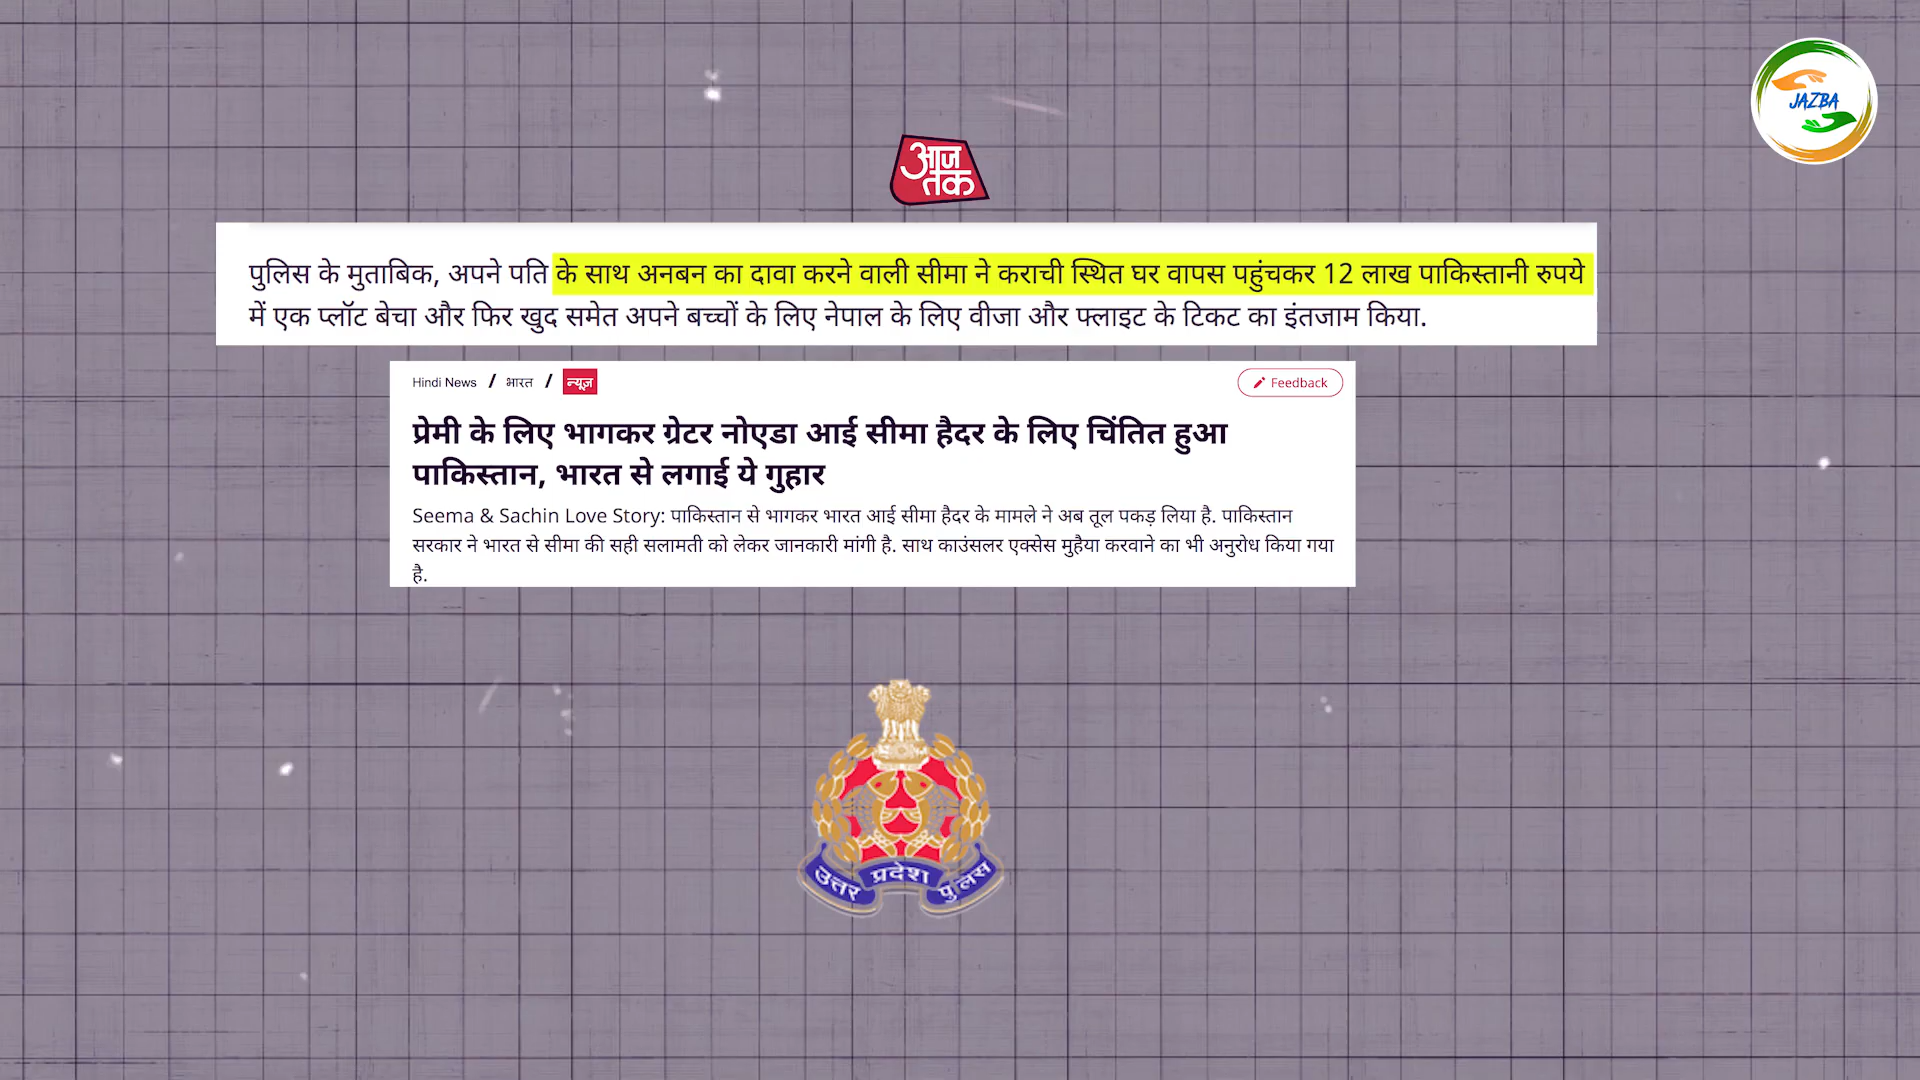 JAZBA
आज
तक
पुलिस के मुताबिक, अपने पति के साथ अनबन का दावा करने वाली सीमा ने कराची स्थित घर वापस पहुंचकर 12 लाख पाकिस्तानी रुपये
में एक प्लॉट बेचा और फिर खुद समेत अपने बच्चों के लिए नेपाल के लिए वीजा और फ्लाइट के टिकट का इंतजाम किया.
Hindi News / भारत / न्यूज़
Feedback
प्रेमी के लिए भागकर ग्रेटर नोएडा आई सीमा हैदर के लिए चिंतित हुआ
पाकिस्तान, भारत से लगाई ये गुहार
Seema & Sachin Love Story: पाकिस्तान से भागकर भारत आई सीमा हैदर के मामले ने अब तूल पकड़ लिया है. पाकिस्तान
सरकार ने भारत से सीमा की सही सलामती को लेकर जानकारी मांगी है. साथ काउंसलर एक्सेस मुहैया करवाने का भी अनुरोध किया गया
है.
उत्तर प्रदेश पुलिस